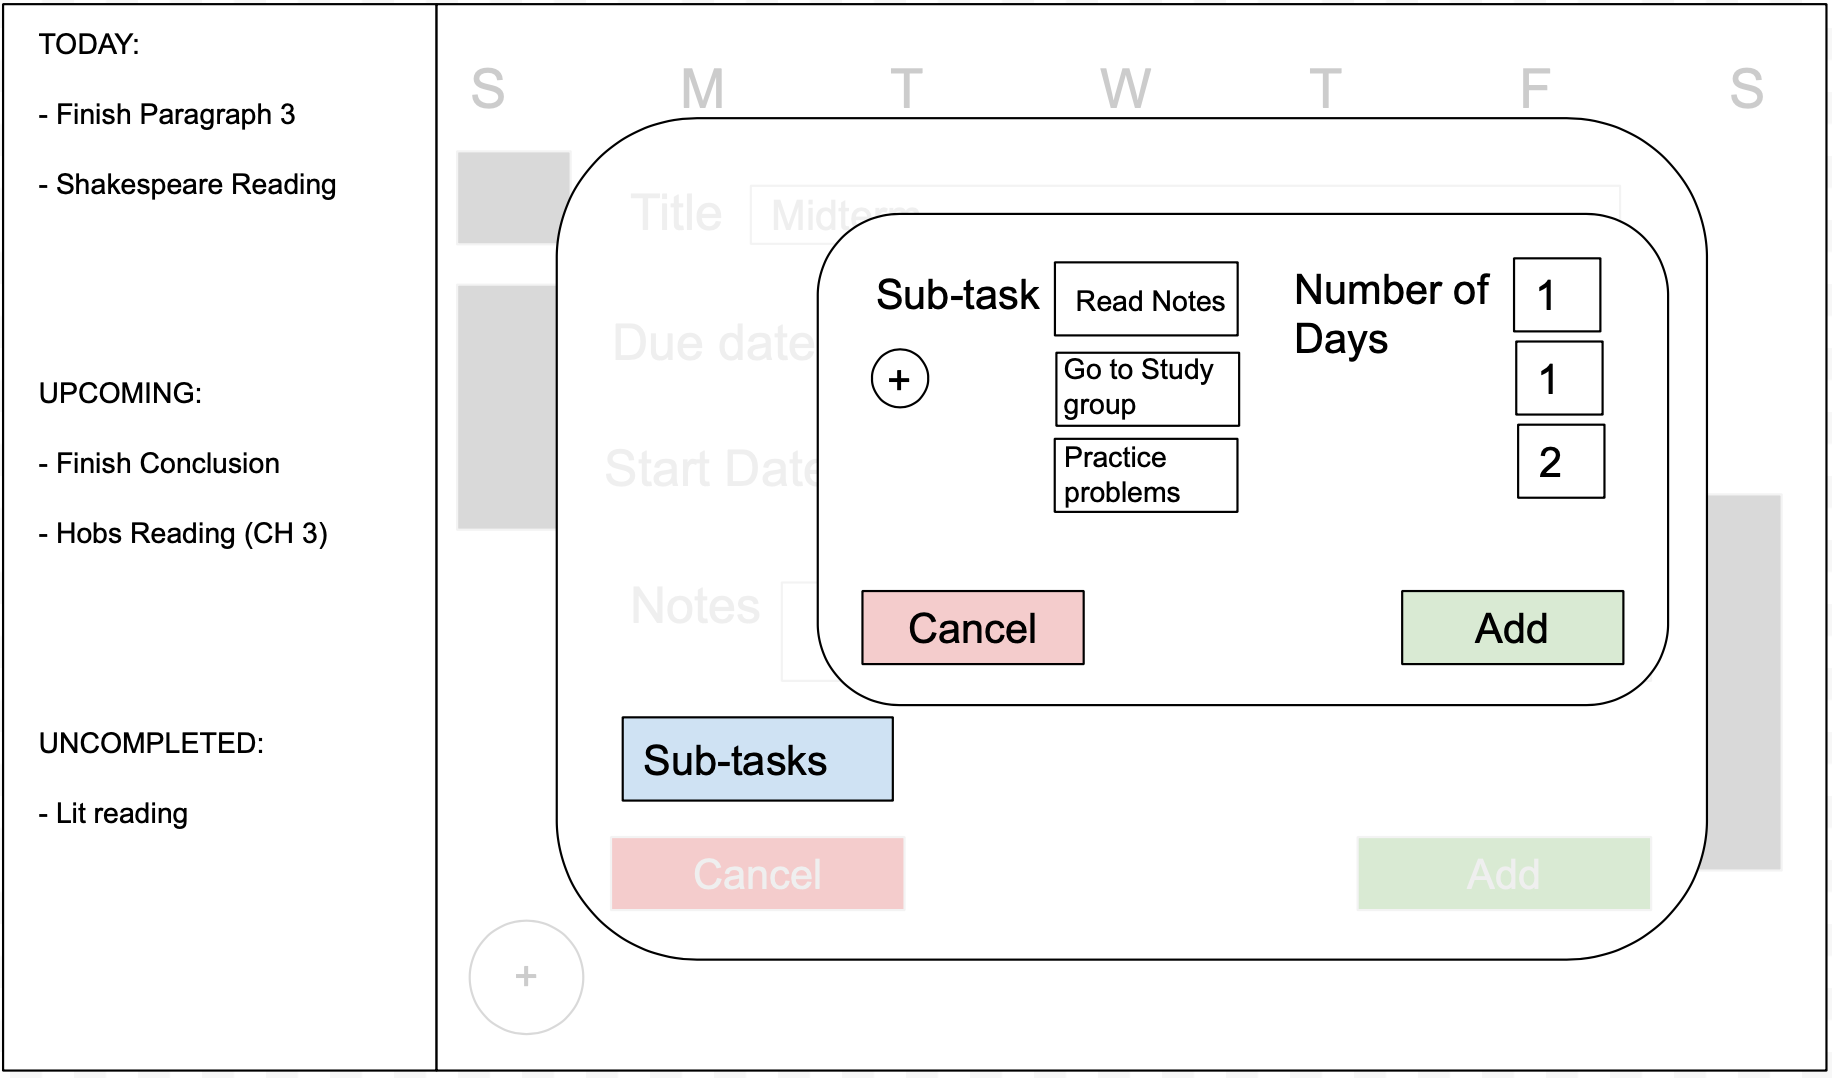 TODAY:
- Finish Paragraph 3
- Shakespeare Reading
UPCOMING:
- Finish Conclusion
- Hobs Reading (CH 3)
UNCOMPLETED:
- Lit reading
S M T W T F S
Title Midterm
Due date
Start Date
Notes
Sub-task
+
Read Notes
Go to Study
group
Practice
problems
Number of
Days
1
1
2
Cancel
Add
Sub-tasks
Cancel
Add
+